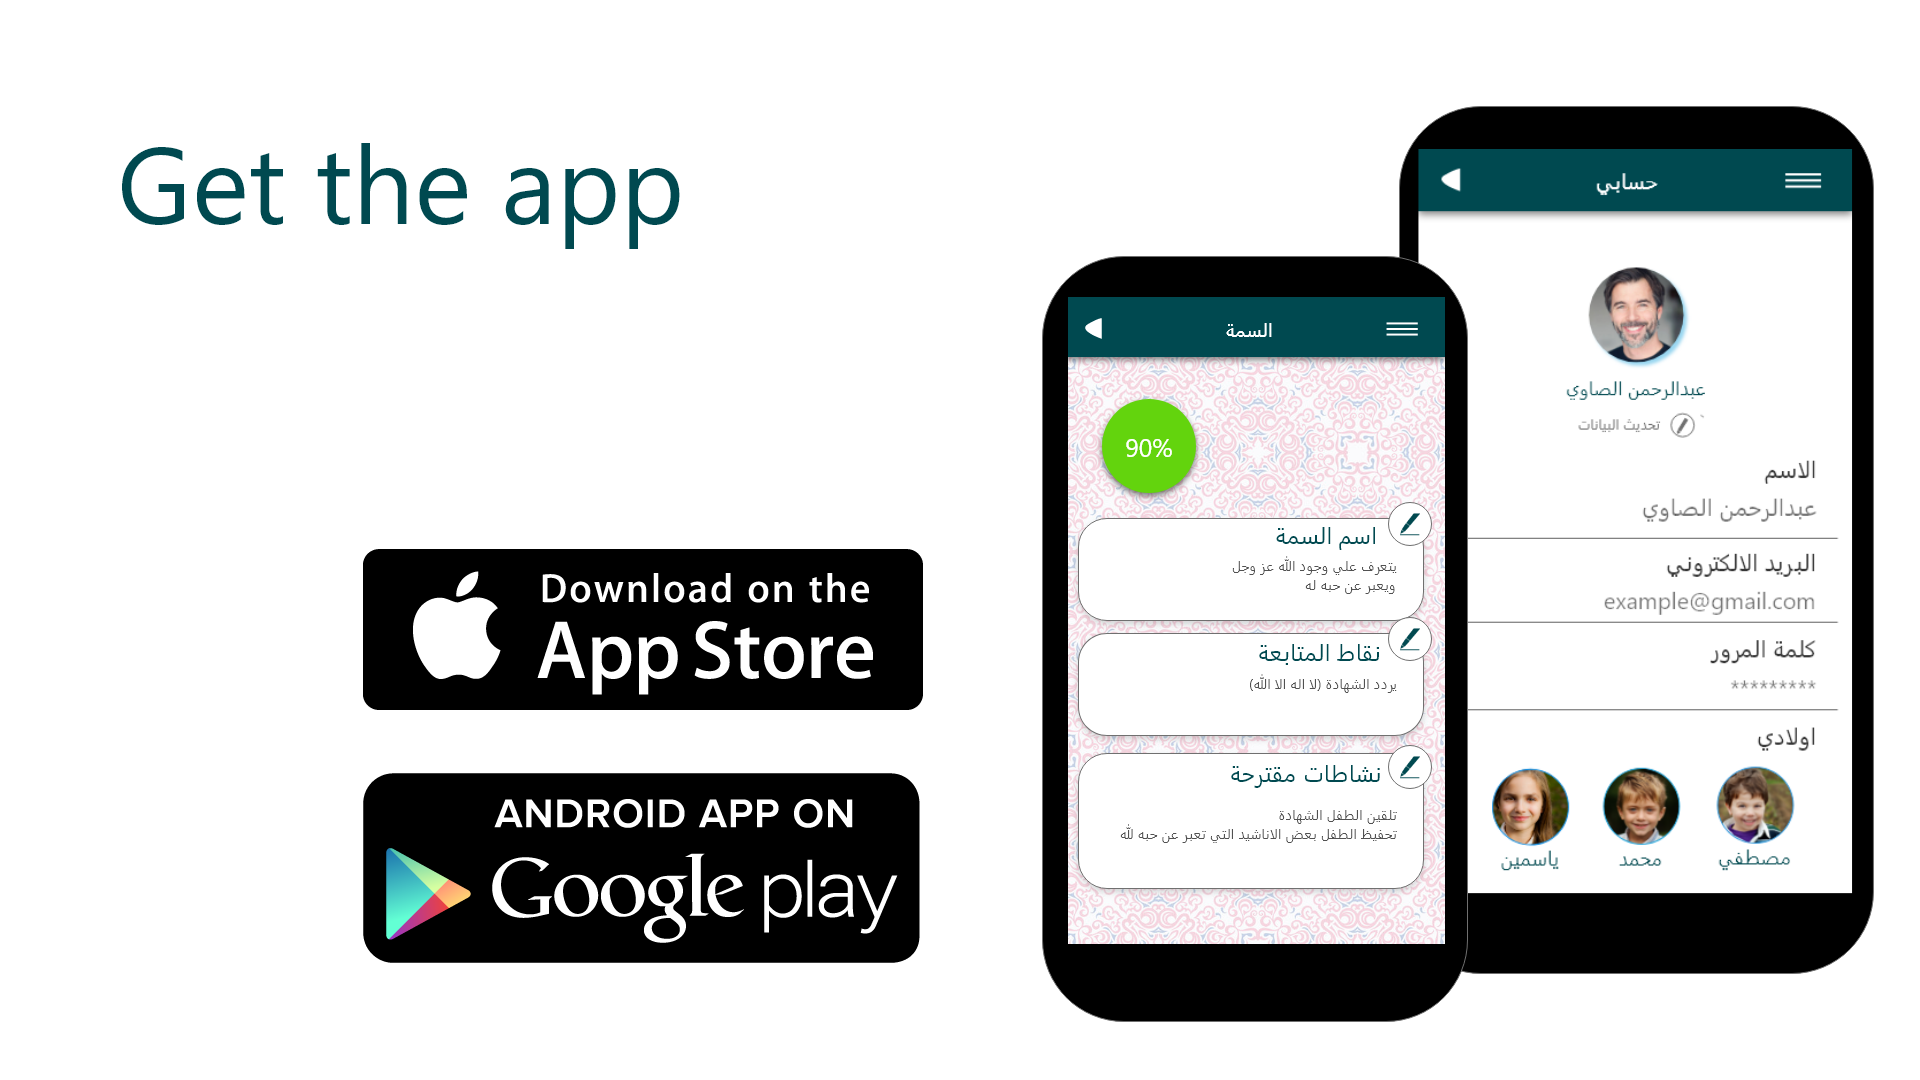 Get the app
Download on the
App Store
ANDROID APP ON
Google play
السمة
90%
اسم السمة
يتعرف علي وجود الله عز وجل
ويعبر عن حبه له
نقاط المتابعة
يردد الشهادة (لا اله الا الله)
نشاطات مقترحة
تلقين الطفل الشهادة
تحفيظ الطفل بعض الاناشيد التي تعبر عن حبه لله
حسابي
عبدالرحمن الصاوي
تحديث البيانات
الاسم
عبدالرحمن الصاوي
البريد الالكتروني
example@gmail.com
كلمة المرور
*********
اولادي
مصطفي
محمد
ياسمين